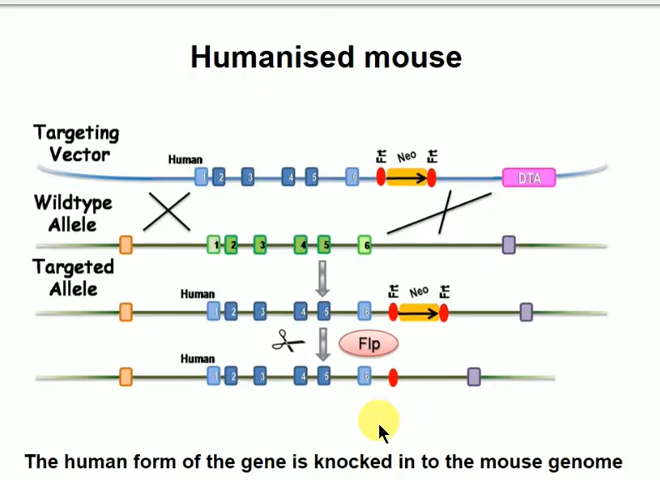 Humanised mouse
Targeting
Vector
Human
Frt Neo Frt
1 2 3 4 5 6
DTA
Wildtype
Allele
1 2 3 4 5 6
Targeted
Allele
Human
Frt Neo Frt
1 2 3 4 5 6
Flp
Human
1 2 3 4 5 6
The human form of the gene is knocked in to the mouse genome